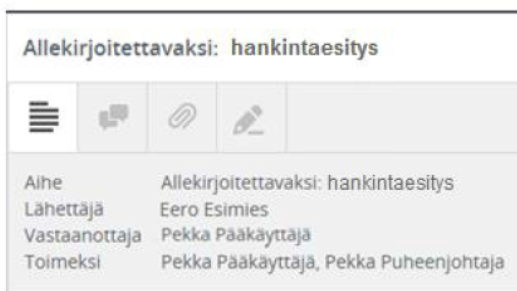 Allekirjoitettavaksi: hankintaesitys
Aihe Allekirjoitettavaksi: hankintaesitys
Lähettäjä Eero Esimies
Vastaanottaja Pekka Pääkäyttäjä
Toimeksi Pekka Pääkäyttäjä, Pekka Puheenjohtaja